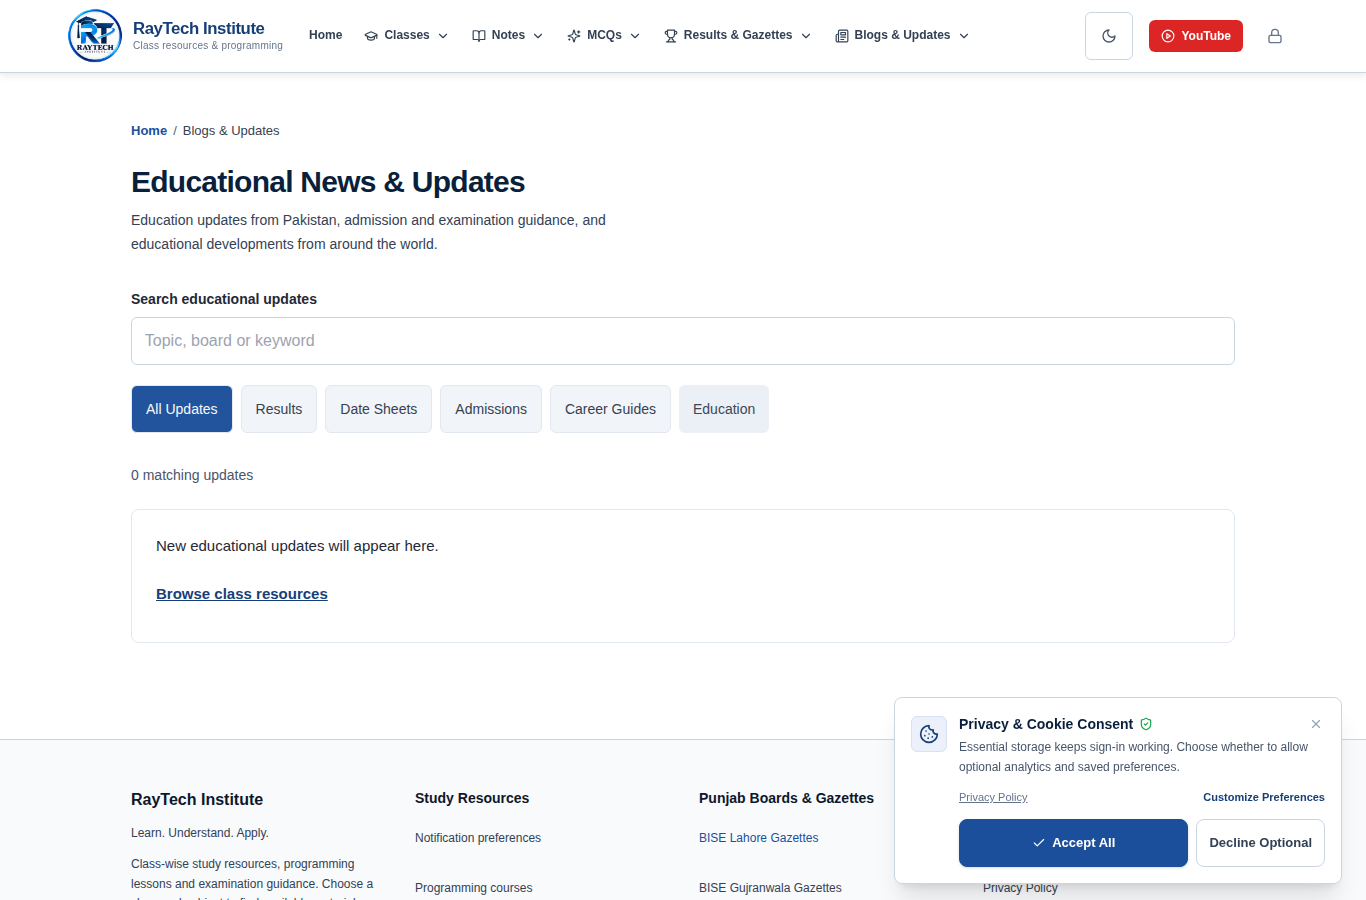 RayTech Institute
Class resources & programming
RT
RAYTECH
Home
Classes
Notes
MCQs
Results & Gazettes
Blogs & Updates
YouTube
Home / Blogs & Updates
Educational News & Updates
Education updates from Pakistan, admission and examination guidance, and
educational developments from around the world.
Search educational updates
Topic, board or keyword
All Updates
Results
Date Sheets
Admissions
Career Guides
Education
0 matching updates
New educational updates will appear here.
Browse class resources
Privacy & Cookie Consent
Essential storage keeps sign-in working. Choose whether to allow
optional analytics and saved preferences.
Privacy Policy
Customize Preferences
Accept All
Decline Optional
RayTech Institute
Learn. Understand. Apply.
Class-wise study resources, programming
lessons and examination guidance. Choose a
Study Resources
Notification preferences
Programming courses
Punjab Boards & Gazettes
BISE Lahore Gazettes
BISE Gujranwala Gazettes
Privacy Policy